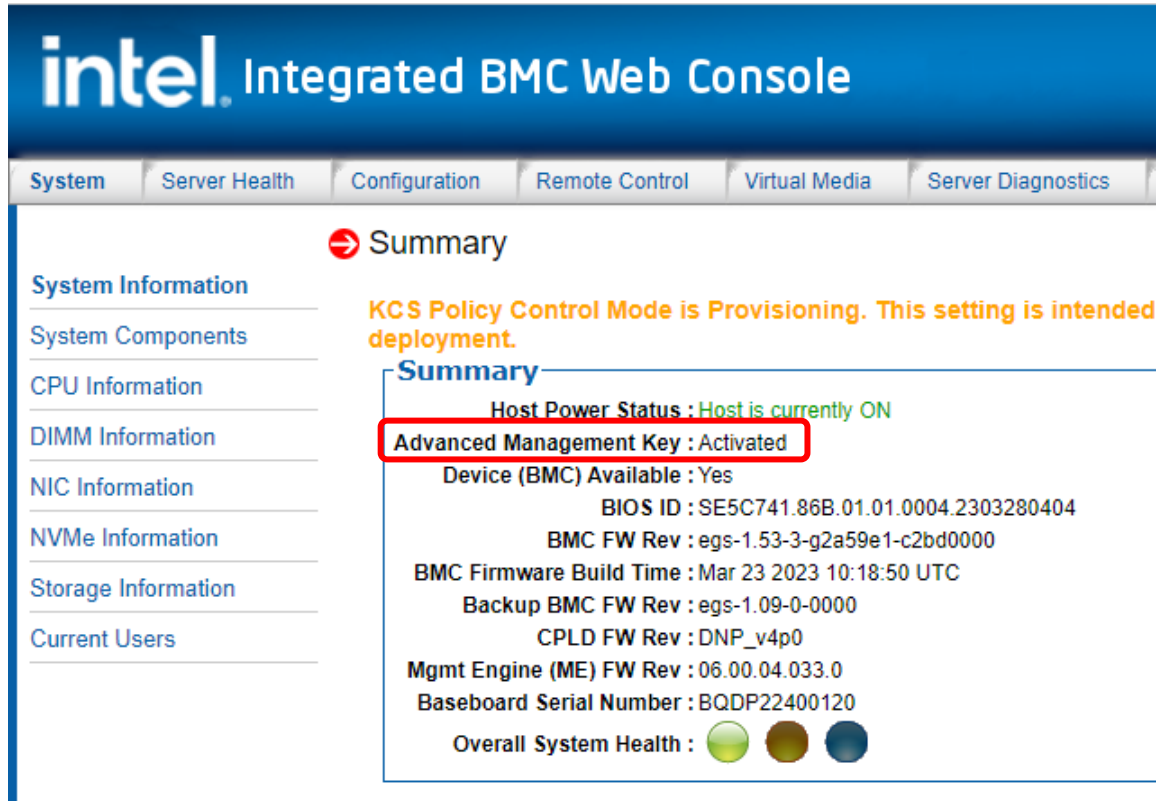 intel. Integrated BMC Web Console
System Server Health Configuration Remote Control Virtual Media Server Diagnostics
Summary
System Information
System Components
CPU Information
DIMM Information
NIC Information
NVMe Information
Storage Information
Current Users
KCS Policy Control Mode is Provisioning. This setting is intended
deployment.
Summary
Host Power Status : Host is currently ON
Advanced Management Key : Activated
Device (BMC) Available : Yes
BIOS ID : SE5C741.86B.01.01.0004.2303280404
BMC FW Rev : egs-1.53-3-g2a59e1-c2bd0000
BMC Firmware Build Time : Mar 23 2023 10:18:50 UTC
Backup BMC FW Rev : egs-1.09-0-0000
CPLD FW Rev : DNP_v4p0
Mgmt Engine (ME) FW Rev : 06.00.04.033.0
Baseboard Serial Number : BQDP22400120
Overall System Health :